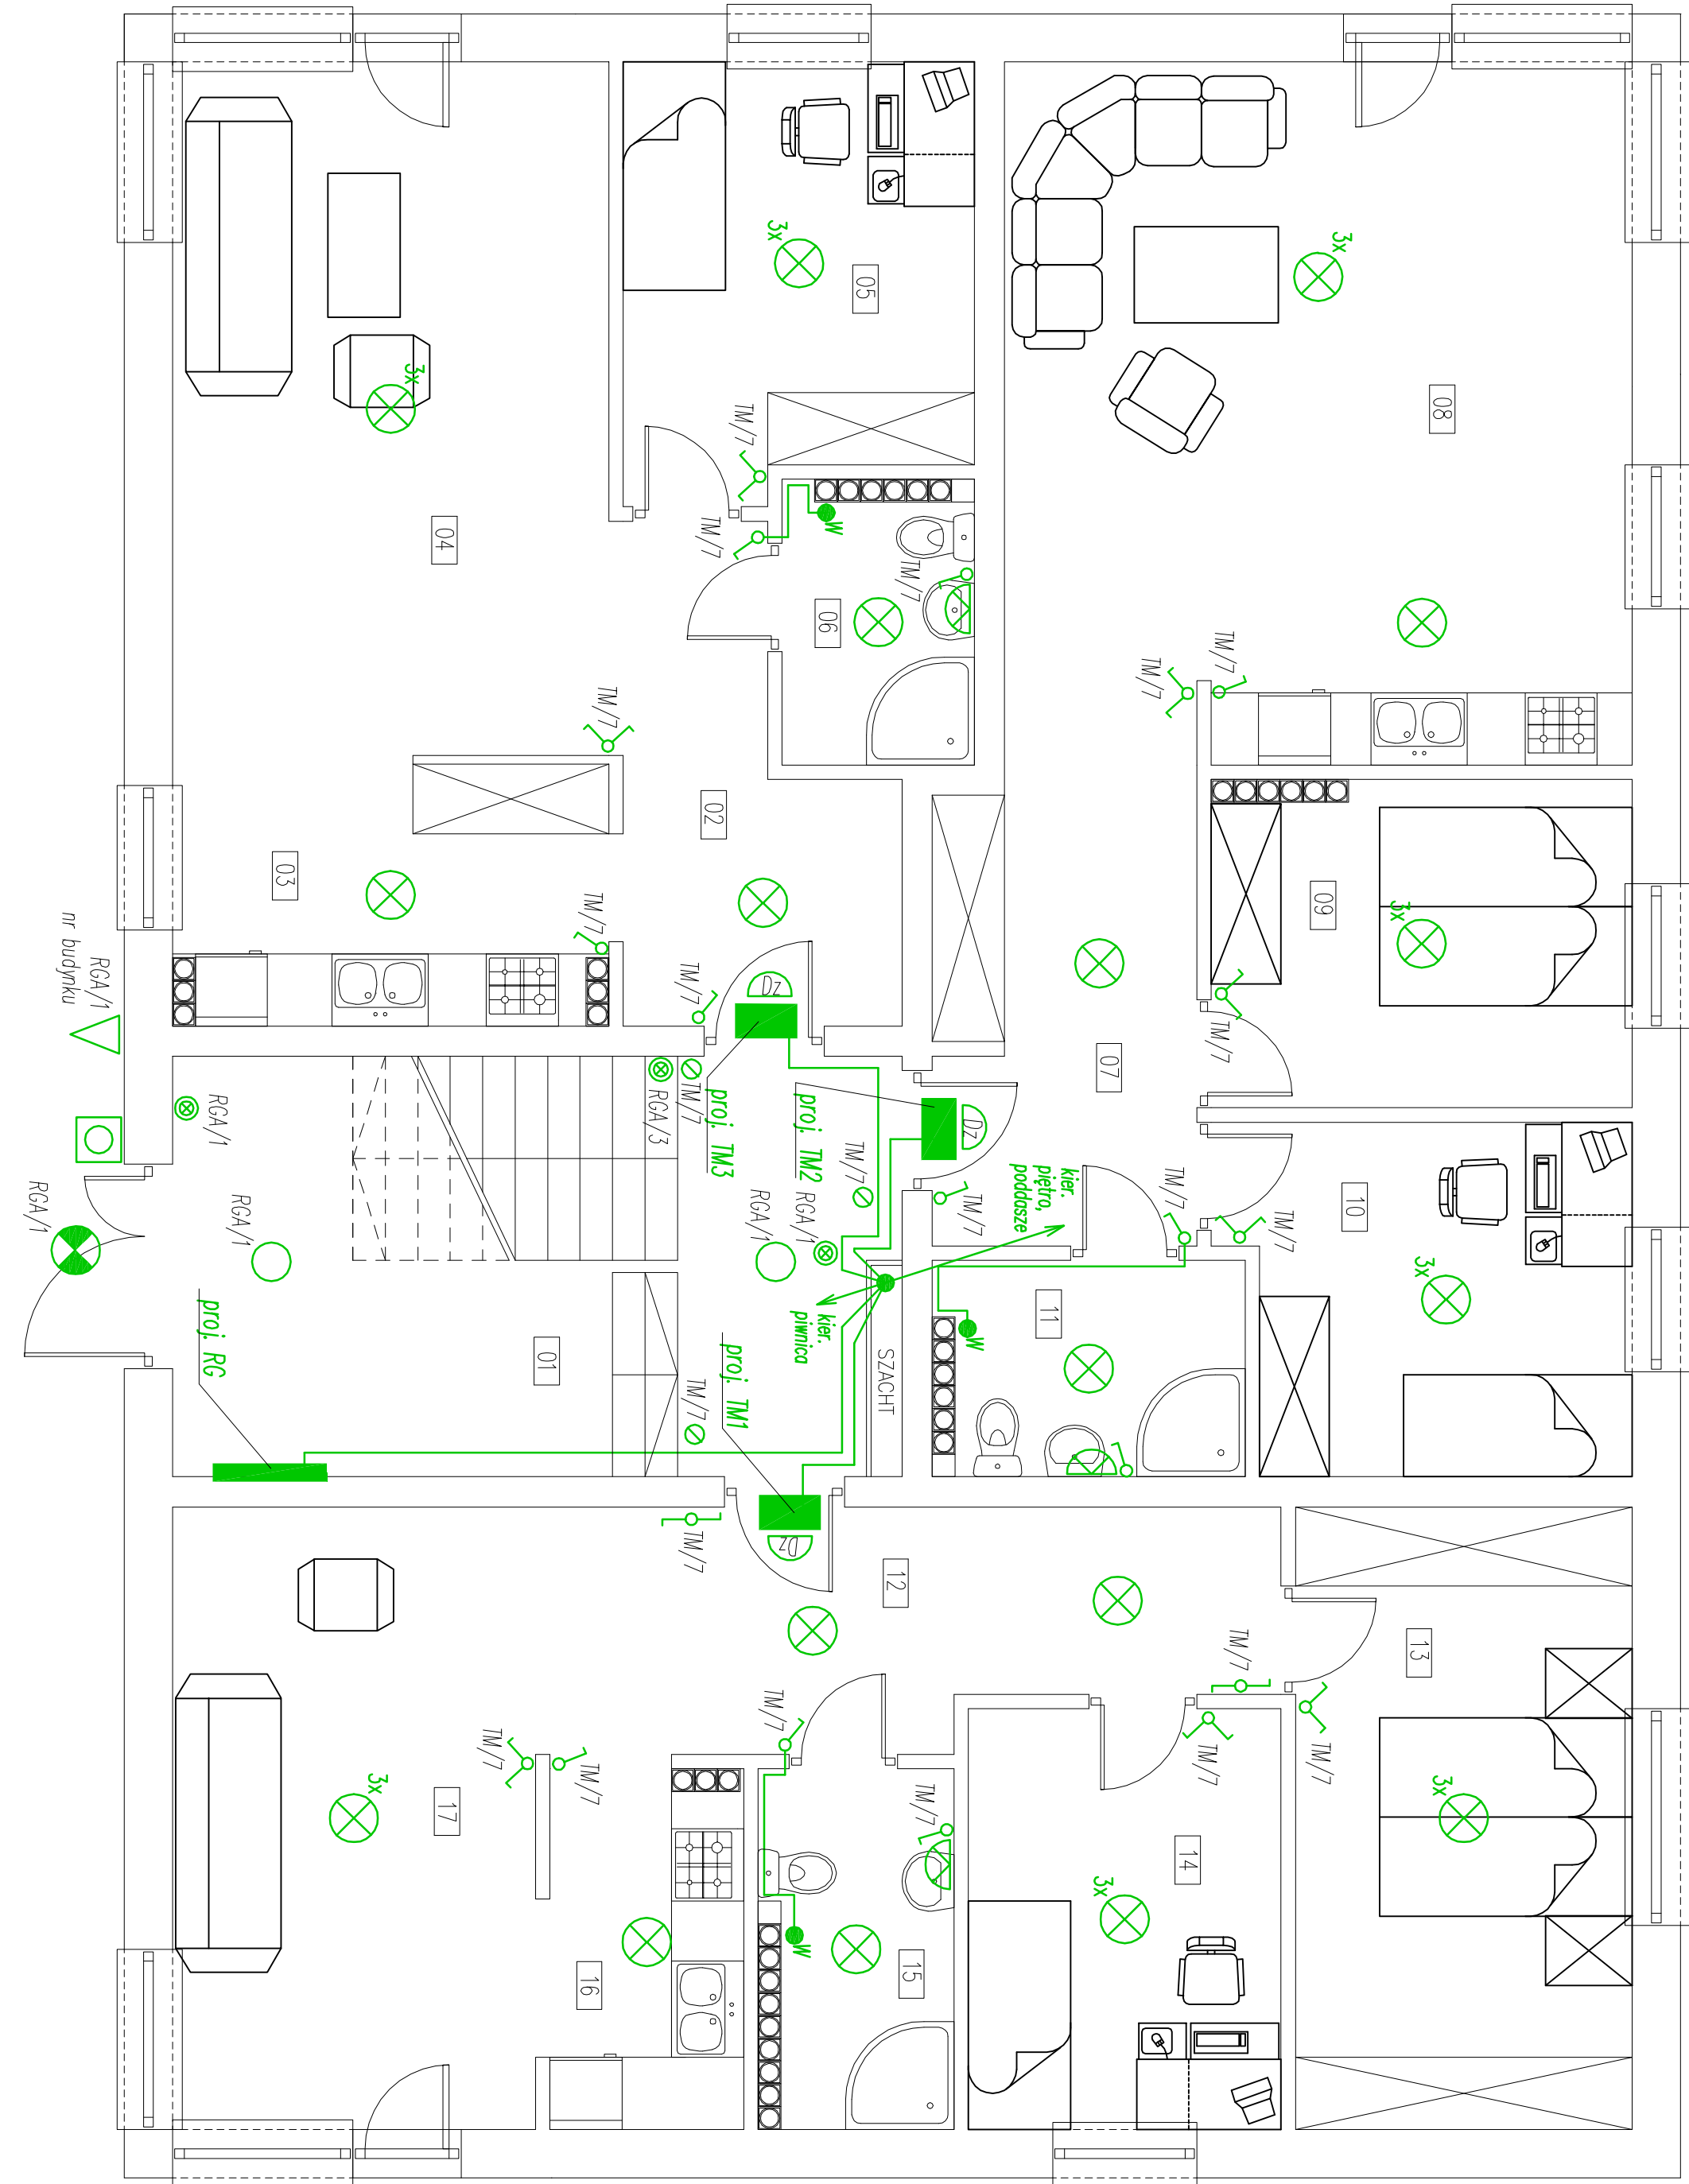 3x
3x
05
3x
08
TM/7
TM/7
W
04
TM/7
06
TM/7
TM/7
TM/7
02
03
09
3x
TM/7
TM/7
nr budynku
RGA/1
Dz
TM/7
07
TM/7
RGA/3
RGA/1
proj. TM3
proj. TM2
Dz
TM/7
kier.
piętro,
poddasze
TM/7
TM/7
10
TM/7
3x
RGA/1
RGA/1
RGA/1
RGA/1
proj. RG
01
kier.
piwnica
proj. TM1
TM/7
SZACHT
11
W
TM/7
Dz
12
13
TM/7
TM/7
TM/7
TM/7
TM/7
TM/7
3x
17
TM/7
3x
14
3x
16
W
15